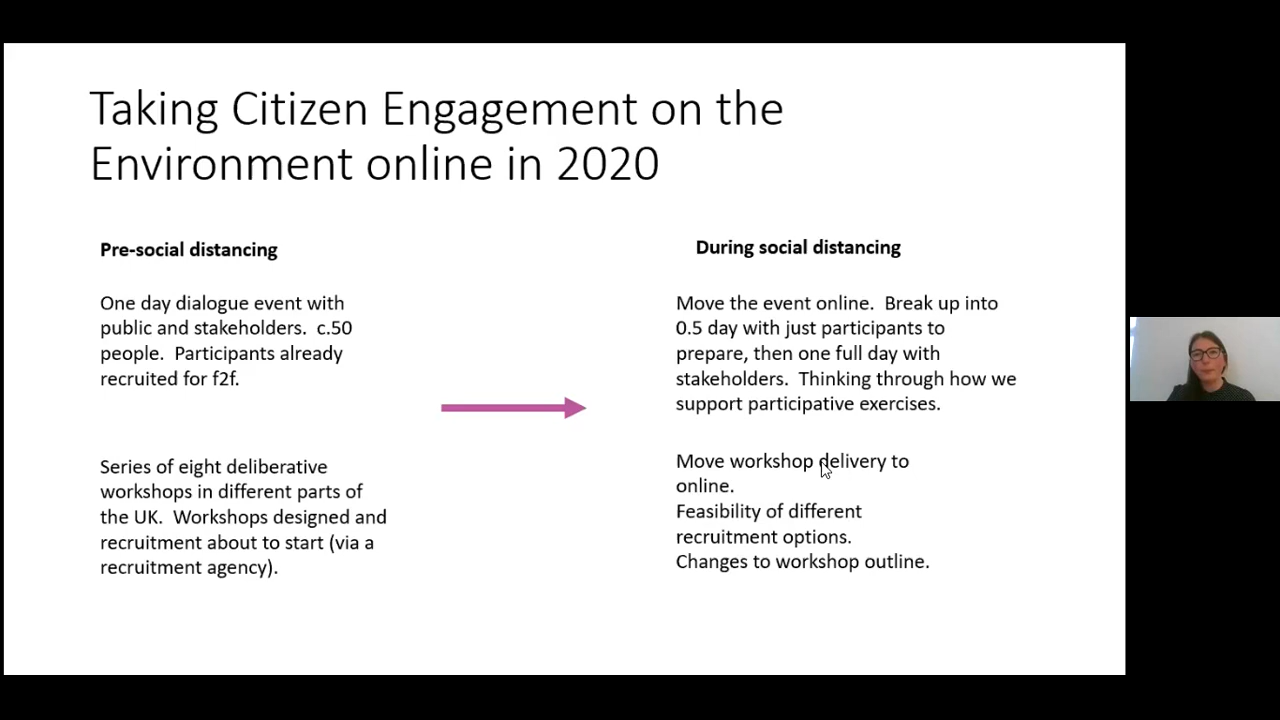 Taking Citizen Engagement on the
Environment online in 2020
Pre-social distancing
One day dialogue event with
public and stakeholders.  c.50
people.  Participants already
recruited for f2f.
Series of eight deliberative
workshops in different parts of
the UK.  Workshops designed and
recruitment about to start (via a
recruitment agency).
During social distancing
Move the event online.  Break up into
0.5 day with just participants to
prepare, then one full day with
stakeholders.  Thinking through how we
support participative exercises.
Move workshop delivery to
online.
Feasibility of different
recruitment options.
Changes to workshop outline.